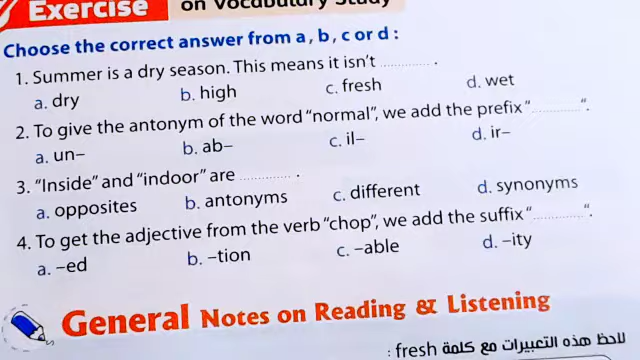 Exercise on Vocabulary Study
Choose the correct answer from a , b , c or d :
1. Summer is a dry season. This means it isn't .............. .
a. dry b. high c. fresh d. wet
2. To give the antonym of the word "normal", we add the prefix "..............".
a. un– b. ab– c. il– d. ir–
3. "Inside" and "indoor" are .............. .
a. opposites b. antonyms c. different d. synonyms
4. To get the adjective from the verb "chop", we add the suffix "..............".
a. –ed b. –tion c. –able d. –ity
General Notes on Reading & Listening
لاحظ هذه التعبيرات مع كلمة fresh :